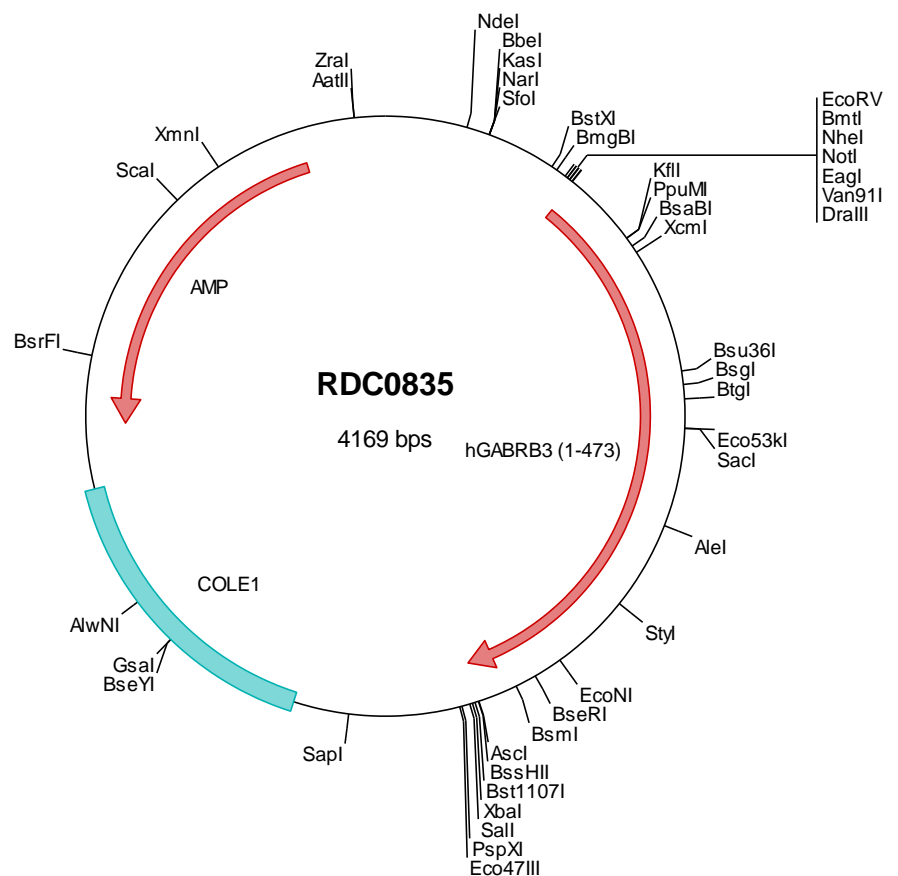 NdeI
BbeI
KasI
NarI
SfoI
ZraI
AatII
XmnI
ScaI
BstXI
BmgBI
EcoRV
BmtI
NheI
NotI
EagI
Van91I
DraIII
KflI
PpuMI
BsaBI
XcmI
AMP
BsrFI
RDC0835
4169 bps
hGABRB3 (1-473)
Bsu36I
BsgI
BtgI
Eco53kI
SacI
AleI
StyI
COLE1
AlwNI
GsaI
BseYI
SapI
EcoNI
BseRI
BsmI
AscI
BssHII
Bst1107I
XbaI
SalI
PspXI
Eco47III